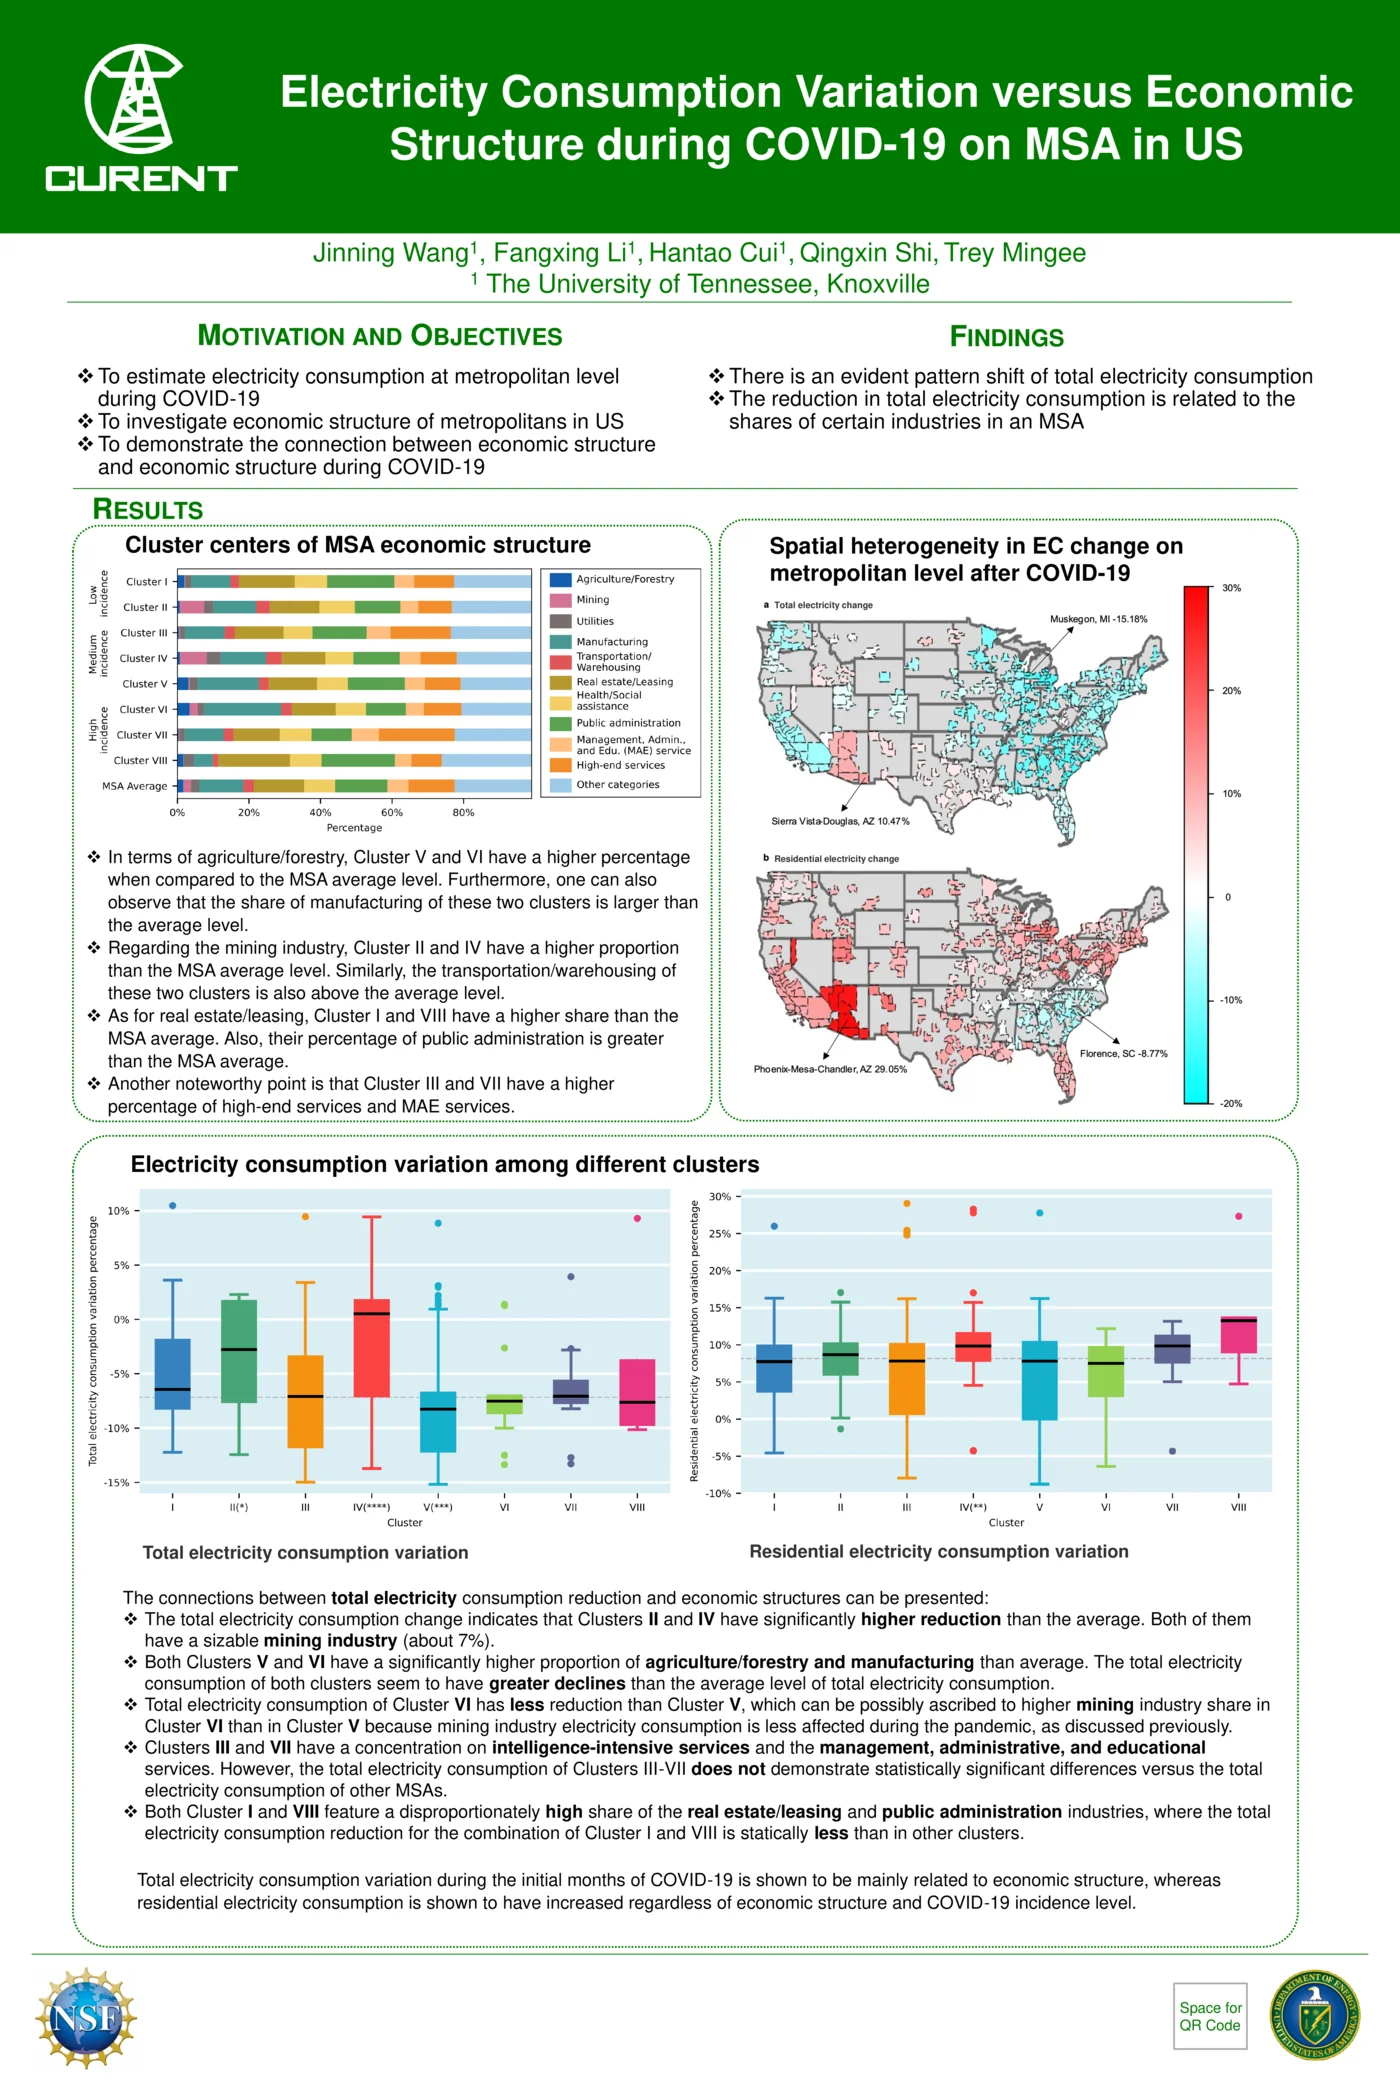 CURENT
Electricity Consumption Variation versus Economic
Structure during COVID-19 on MSA in US
Jinning Wang¹, Fangxing Li¹, Hantao Cui¹, Qingxin Shi, Trey Mingee
¹ The University of Tennessee, Knoxville
MOTIVATION AND OBJECTIVES
❖ To estimate electricity consumption at metropolitan level
during COVID-19
❖ To investigate economic structure of metropolitans in US
❖ To demonstrate the connection between economic structure
and economic structure during COVID-19
FINDINGS
❖ There is an evident pattern shift of total electricity consumption
❖ The reduction in total electricity consumption is related to the
shares of certain industries in an MSA
RESULTS
Cluster centers of MSA economic structure
Low
incidence
Medium
incidence
High
incidence
Cluster I
Cluster II
Cluster III
Cluster IV
Cluster V
Cluster VI
Cluster VII
Cluster VIII
MSA Average
0% 20% 40% 60% 80%
Percentage
Agriculture/Forestry
Mining
Utilities
Manufacturing
Transportation/
Warehousing
Real estate/Leasing
Health/Social
assistance
Public administration
Management, Admin.,
and Edu. (MAE) service
High-end services
Other categories
❖ In terms of agriculture/forestry, Cluster V and VI have a higher percentage
when compared to the MSA average level. Furthermore, one can also
observe that the share of manufacturing of these two clusters is larger than
the average level.
❖ Regarding the mining industry, Cluster II and IV have a higher proportion
than the MSA average level. Similarly, the transportation/warehousing of
these two clusters is also above the average level.
❖ As for real estate/leasing, Cluster I and VIII have a higher share than the
MSA average. Also, their percentage of public administration is greater
than the MSA average.
❖ Another noteworthy point is that Cluster III and VII have a higher
percentage of high-end services and MAE services.
Spatial heterogeneity in EC change on
metropolitan level after COVID-19
a Total electricity change
Muskegon, MI -15.18%
Sierra Vista-Douglas, AZ 10.47%
b Residential electricity change
Florence, SC -8.77%
Phoenix-Mesa-Chandler, AZ 29.05%
30%
20%
10%
0
-10%
-20%
Electricity consumption variation among different clusters
Total electricity consumption variation percentage
10%
5%
0%
-5%
-10%
-15%
I II(*) III IV(****) V(***) VI VII VIII
Cluster
Total electricity consumption variation
Residential electricity consumption variation percentage
30%
25%
20%
15%
10%
5%
0%
-5%
-10%
I II III IV(**) V VI VII VIII
Cluster
Residential electricity consumption variation
The connections between total electricity consumption reduction and economic structures can be presented:
❖ The total electricity consumption change indicates that Clusters II and IV have significantly higher reduction than the average. Both of them
have a sizable mining industry (about 7%).
❖ Both Clusters V and VI have a significantly higher proportion of agriculture/forestry and manufacturing than average. The total electricity
consumption of both clusters seem to have greater declines than the average level of total electricity consumption.
❖ Total electricity consumption of Cluster VI has less reduction than Cluster V, which can be possibly ascribed to higher mining industry share in
Cluster VI than in Cluster V because mining industry electricity consumption is less affected during the pandemic, as discussed previously.
❖ Clusters III and VII have a concentration on intelligence-intensive services and the management, administrative, and educational
services. However, the total electricity consumption of Clusters III-VII does not demonstrate statistically significant differences versus the total
electricity consumption of other MSAs.
❖ Both Cluster I and VIII feature a disproportionately high share of the real estate/leasing and public administration industries, where the total
electricity consumption reduction for the combination of Cluster I and VIII is statically less than in other clusters.
Total electricity consumption variation during the initial months of COVID-19 is shown to be mainly related to economic structure, whereas
residential electricity consumption is shown to have increased regardless of economic structure and COVID-19 incidence level.
NSF
Space for
QR Code
DEPARTMENT OF ENERGY
UNITED STATES OF AMERICA